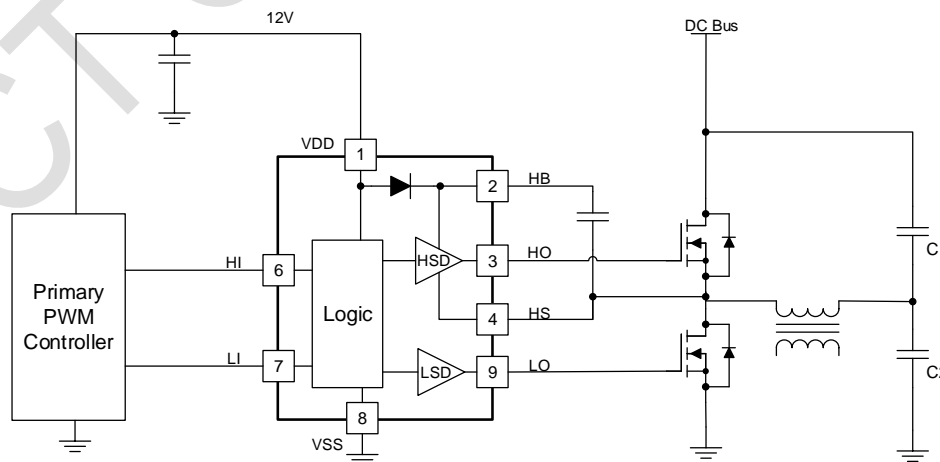 12V
DC Bus
VDD
1
2
HB
HI
6
HSD
3
HO
Primary
PWM
Controller
Logic
4
HS
C
LI
7
LSD
9
LO
8
VSS